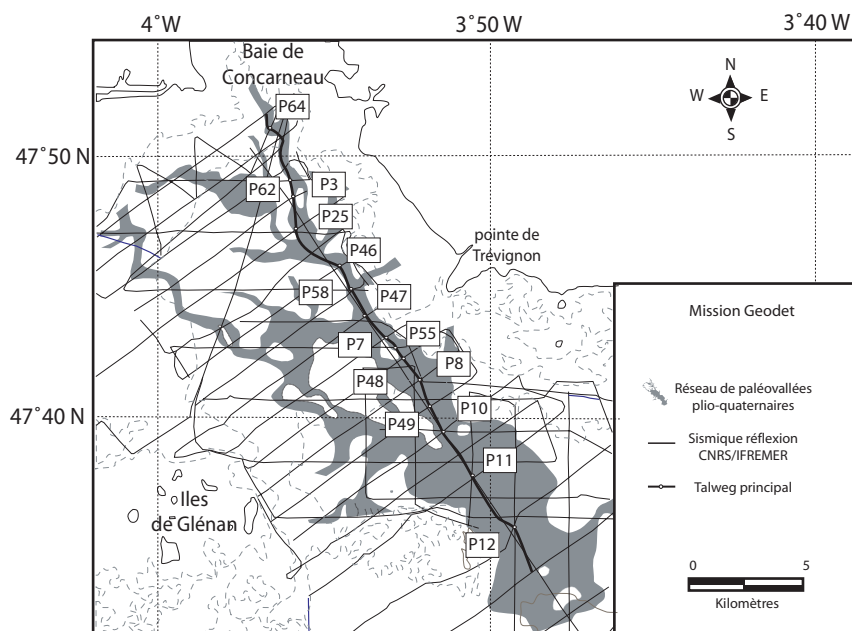 4°W
3°50W
3°40W
Baie de
Concarneau
N
W
E
S
P64
47°50 N
P62
P3
P25
P46
pointe de
Trévignon
P58
P47
P55
P7
P8
P48
47°40 N
P10
P49
P11
Iles
de Glénan
P12
Mission Geodet
Réseau de paléovallées
plio-quaternaires
Sismique réflexion
CNRS/IFREMER
Talweg principal
0
5
Kilomètres